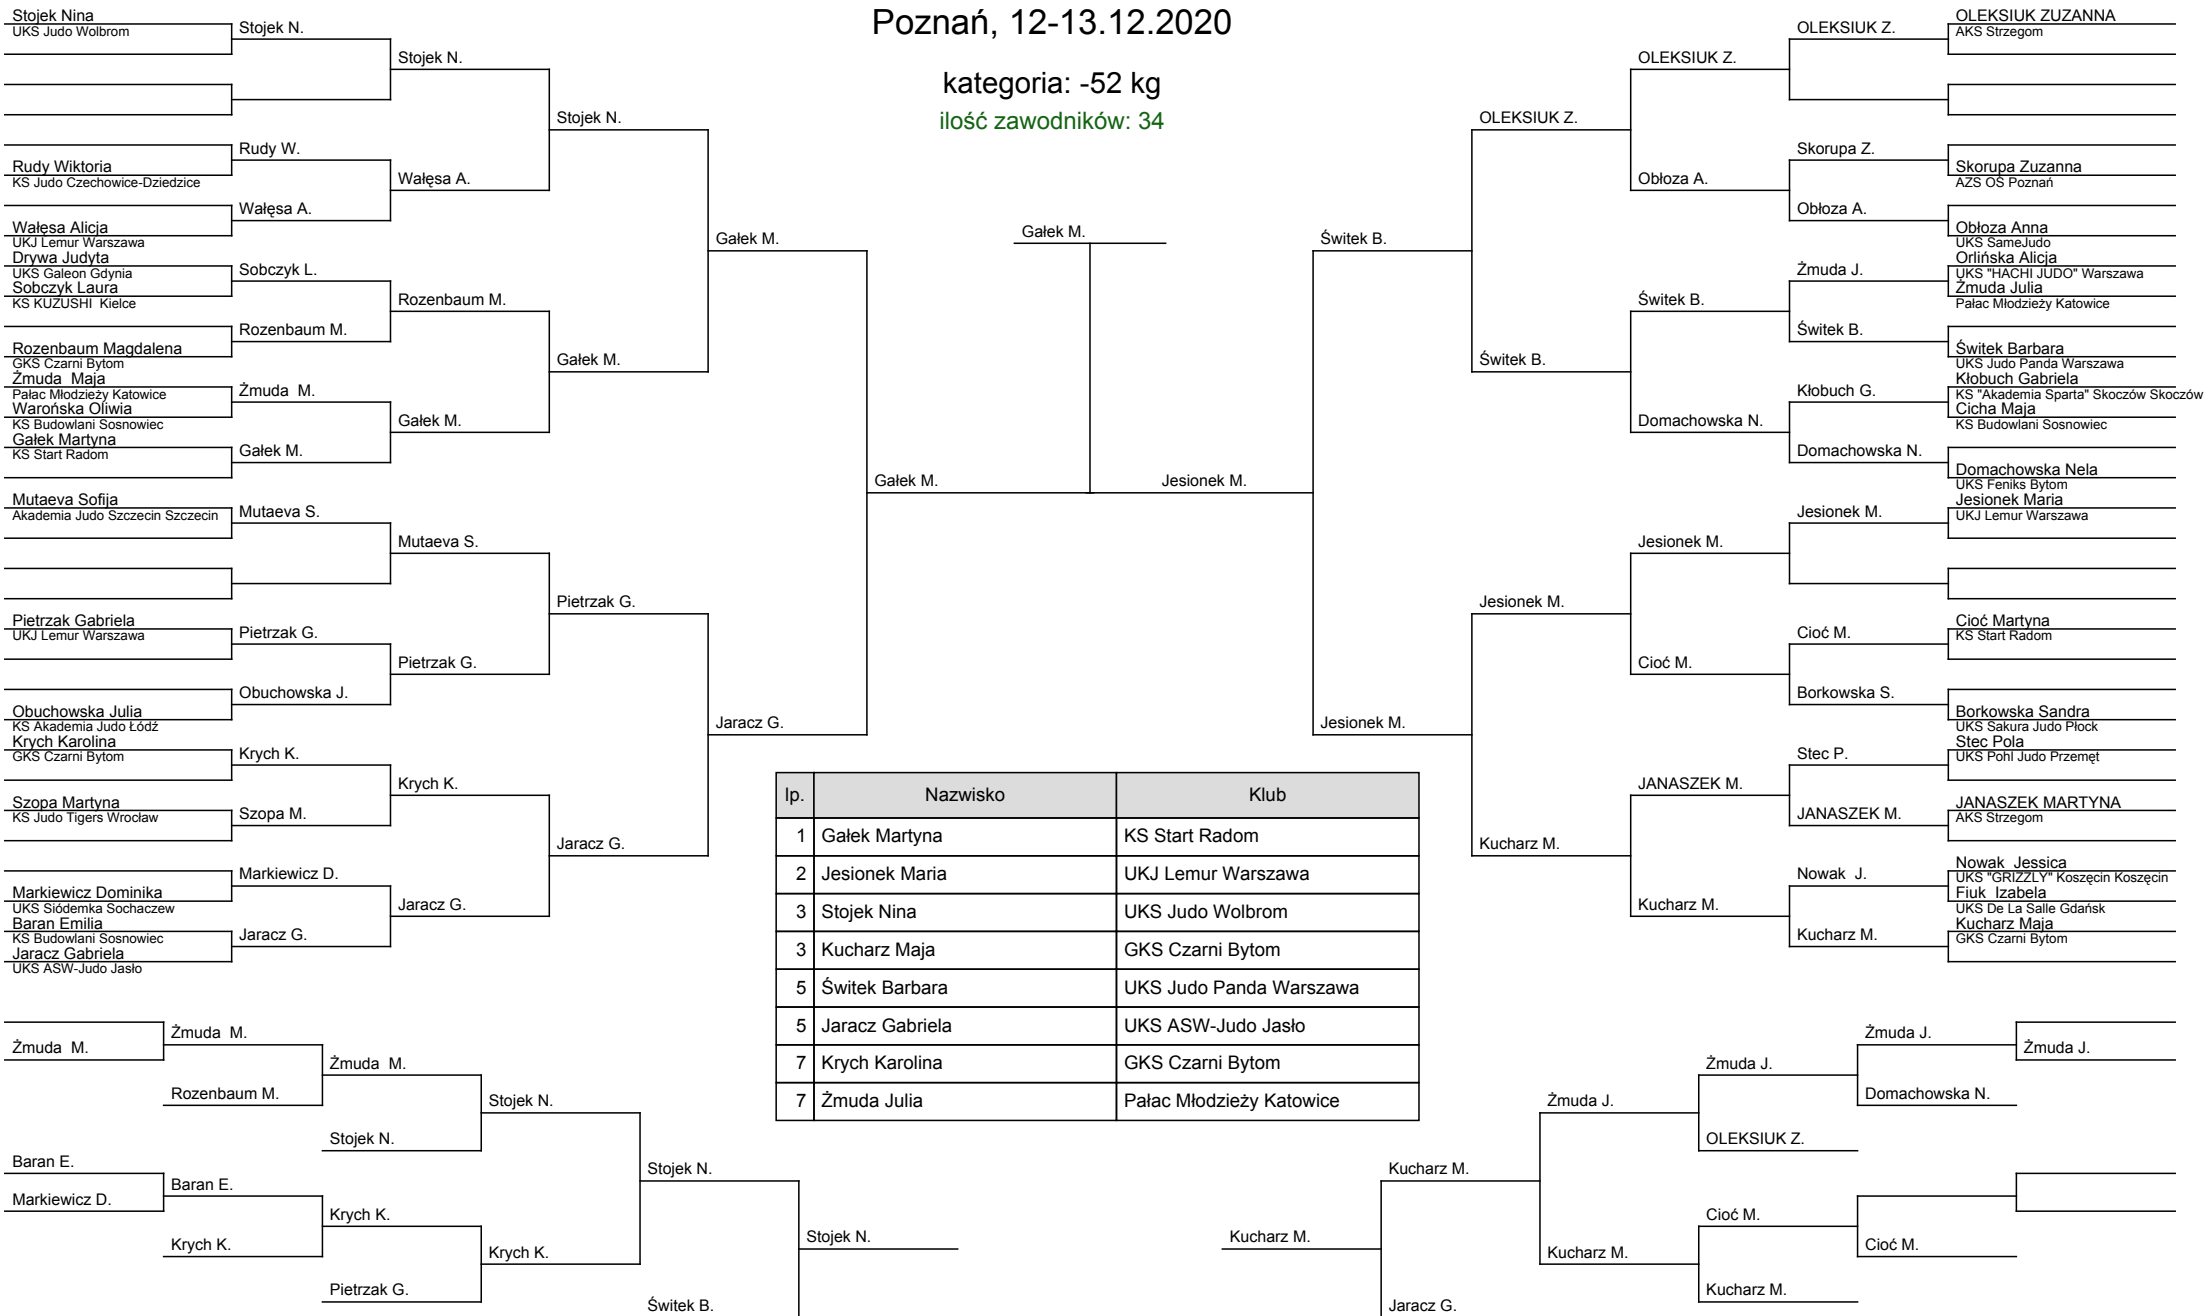 Poznań, 12-13.12.2020
kategoria: -52 kg
ilość zawodników: 34
Stojek Nina
UKS Judo Wolbrom
Rudy Wiktoria
KS Judo Czechowice-Dziedzice
Wałęsa Alicja
UKJ Lemur Warszawa
Drywa Judyta
UKS Galeon Gdynia
Sobczyk Laura
KS KUZUSHI Kielce
Rozenbaum Magdalena
GKS Czarni Bytom
Żmuda Maja
Pałac Młodzieży Katowice
Warońska Oliwia
KS Budowlani Sosnowiec
Gałek Martyna
KS Start Radom
Mutaeva Sofija
Akademia Judo Szczecin Szczecin
Pietrzak Gabriela
UKJ Lemur Warszawa
Obuchowska Julia
KS Akademia Judo Łódź
Krych Karolina
GKS Czarni Bytom
Szopa Martyna
KS Judo Tigers Wrocław
Markiewicz Dominika
UKS Siódemka Sochaczew
Baran Emilia
KS Budowlani Sosnowiec
Jaracz Gabriela
UKS ASW-Judo Jasło
Stojek N.
Rudy W.
Wałęsa A.
Sobczyk L.
Rozenbaum M.
Żmuda M.
Gałek M.
Mutaeva S.
Pietrzak G.
Obuchowska J.
Krych K.
Szopa M.
Markiewicz D.
Jaracz G.
Stojek N.
Wałęsa A.
Rozenbaum M.
Gałek M.
Mutaeva S.
Pietrzak G.
Krych K.
Jaracz G.
Stojek N.
Gałek M.
Pietrzak G.
Jaracz G.
Gałek M.
Jaracz G.
Gałek M.
Gałek M.
Jesionek M.
Świtek B.
Jesionek M.
OLEKSIUK Z.
Świtek B.
Jesionek M.
Kucharz M.
OLEKSIUK Z.
Obłoza A.
Świtek B.
Domachowska N.
Jesionek M.
Cioć M.
JANASZEK M.
Kucharz M.
OLEKSIUK Z.
Skorupa Z.
Obłoza A.
Żmuda J.
Świtek B.
Kłobuch G.
Domachowska N.
Jesionek M.
Cioć M.
Borkowska S.
Stec P.
JANASZEK M.
Nowak J.
Kucharz M.
OLEKSIUK ZUZANNA
AKS Strzegom
Skorupa Zuzanna
AZS OŚ Poznań
Obłoza Anna
UKS SameJudo
Orlińska Alicja
UKS "HACHI JUDO" Warszawa
Żmuda Julia
Pałac Młodzieży Katowice
Świtek Barbara
UKS Judo Panda Warszawa
Kłobuch Gabriela
KS "Akademia Sparta" Skoczów Skoczów
Cicha Maja
KS Budowlani Sosnowiec
Domachowska Nela
UKS Feniks Bytom
Jesionek Maria
UKJ Lemur Warszawa
Cioć Martyna
KS Start Radom
Borkowska Sandra
UKS Sakura Judo Płock
Stec Pola
UKS Pohl Judo Przemęt
JANASZEK MARTYNA
AKS Strzegom
Nowak Jessica
UKS "GRIZZLY" Koszęcin Koszęcin
Fiuk Izabela
UKS De La Salle Gdańsk
Kucharz Maja
GKS Czarni Bytom
lp. Nazwisko Klub
1 Gałek Martyna KS Start Radom
2 Jesionek Maria UKJ Lemur Warszawa
3 Stojek Nina UKS Judo Wolbrom
3 Kucharz Maja GKS Czarni Bytom
5 Świtek Barbara UKS Judo Panda Warszawa
5 Jaracz Gabriela UKS ASW-Judo Jasło
7 Krych Karolina GKS Czarni Bytom
7 Żmuda Julia Pałac Młodzieży Katowice
Żmuda M.
Baran E.
Markiewicz D.
Żmuda M.
Rozenbaum M.
Baran E.
Krych K.
Żmuda M.
Stojek N.
Krych K.
Pietrzak G.
Stojek N.
Krych K.
Stojek N.
Świtek B.
Stojek N.
Kucharz M.
Kucharz M.
Jaracz G.
Żmuda J.
Kucharz M.
Żmuda J.
OLEKSIUK Z.
Cioć M.
Kucharz M.
Żmuda J.
Domachowska N.
Cioć M.
Żmuda J.